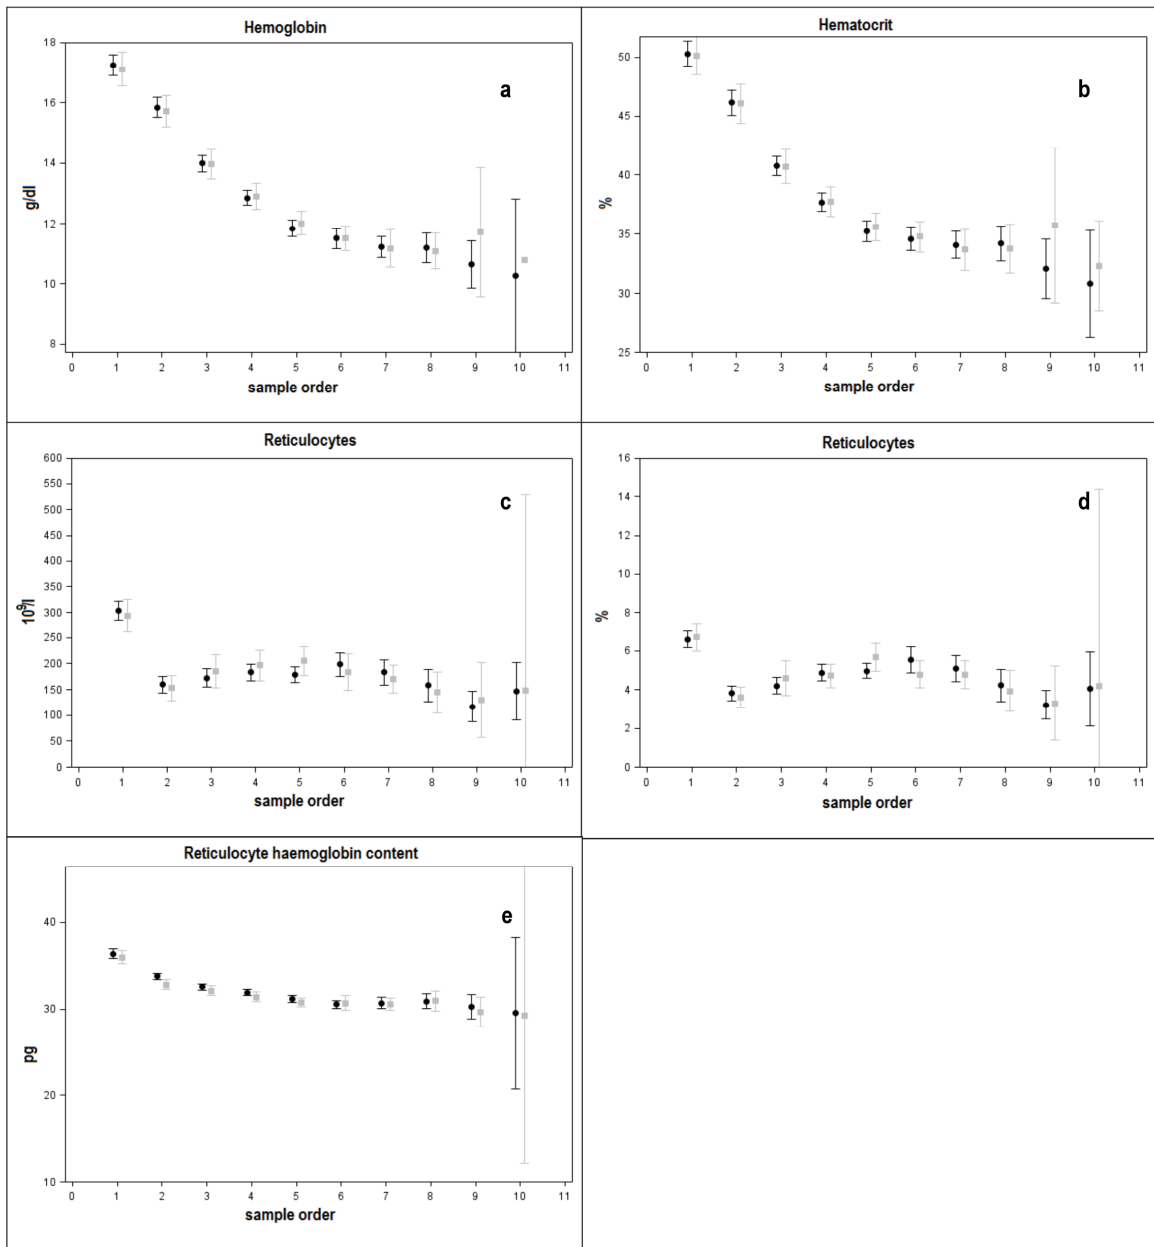 Hemoglobin
a
18
16
14
12
10
8
g/dl
0 1 2 3 4 5 6 7 8 9 10 11
sample order
Hematocrit
b
50
45
40
35
30
25
%
0 1 2 3 4 5 6 7 8 9 10 11
sample order
Reticulocytes
c
600
550
500
450
400
350
300
250
200
150
100
50
0
10⁹/l
0 1 2 3 4 5 6 7 8 9 10 11
sample order
Reticulocytes
d
16
14
12
10
8
6
4
2
0
%
0 1 2 3 4 5 6 7 8 9 10 11
sample order
Reticulocyte haemoglobin content
e
40
30
20
10
pg
0 1 2 3 4 5 6 7 8 9 10 11
sample order